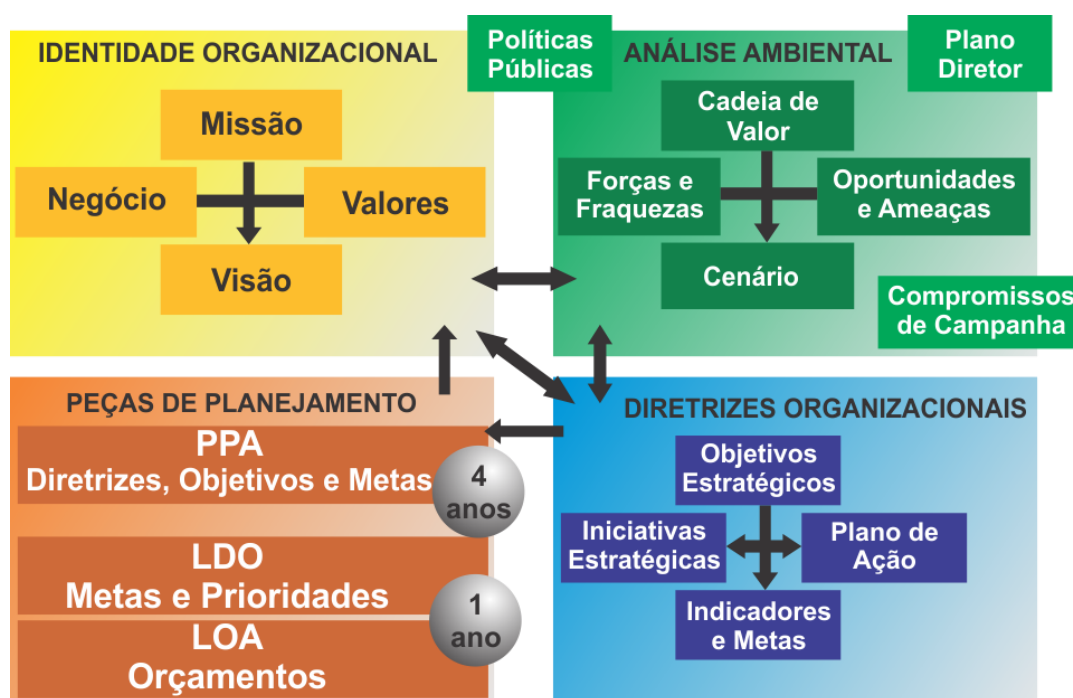 IDENTIDADE ORGANIZACIONAL
Missão
Negócio
Valores
Visão
Políticas
Públicas
ANÁLISE AMBIENTAL
Plano
Diretor
Cadeia de
Valor
Forças e
Fraquezas
Oportunidades
e Ameaças
Cenário
Compromissos
de Campanha
PEÇAS DE PLANEJAMENTO
PPA
Diretrizes, Objetivos e Metas
4
anos
LDO
Metas e Prioridades
1
ano
LOA
Orçamentos
DIRETRIZES ORGANIZACIONAIS
Objetivos
Estratégicos
Iniciativas
Estratégicas
Plano de
Ação
Indicadores
e Metas